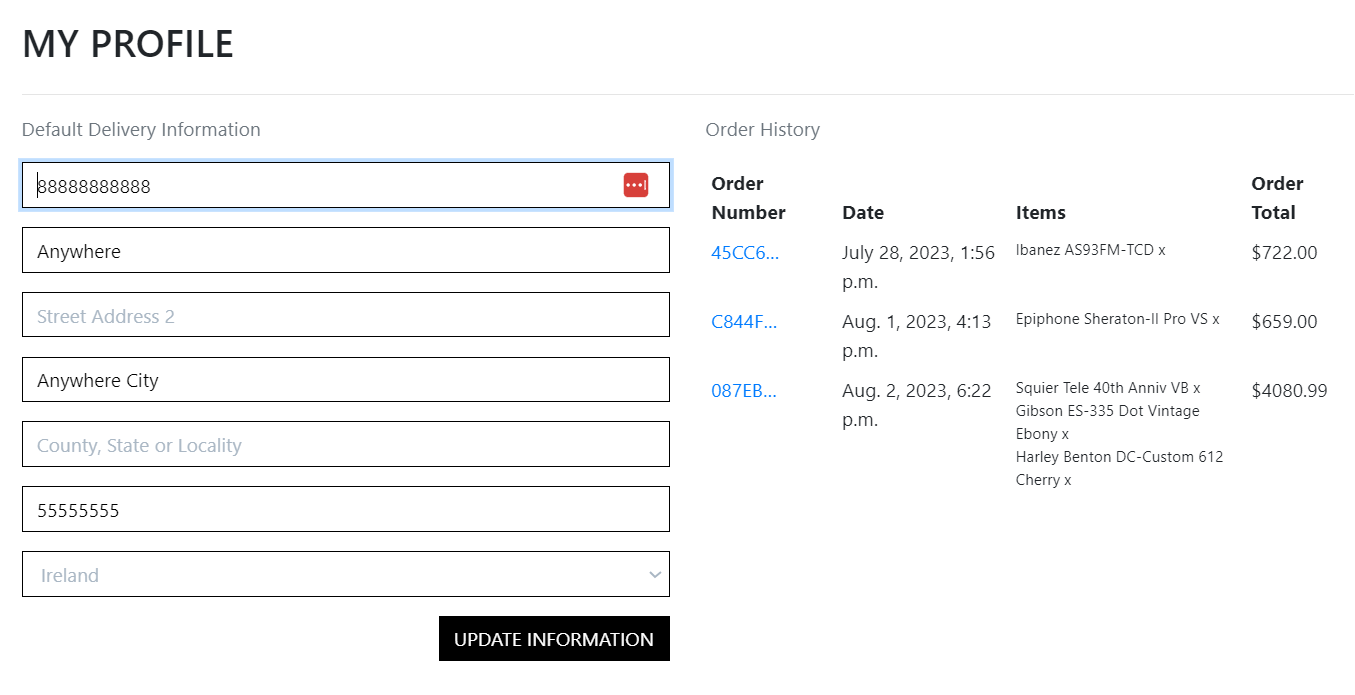 MY PROFILE
Default Delivery Information
88888888888
Anywhere
Street Address 2
Anywhere City
County, State or Locality
55555555
Ireland
UPDATE INFORMATION
Order History
Order Number Date Items Order Total
45CC6... July 28, 2023, 1:56 p.m. Ibanez AS93FM-TCD x $722.00
C844F... Aug. 1, 2023, 4:13 p.m. Epiphone Sheraton-II Pro VS x $659.00
087EB... Aug. 2, 2023, 6:22 p.m. Squier Tele 40th Anniv VB x $4080.99
Gibson ES-335 Dot Vintage
Ebony x
Harley Benton DC-Custom 612
Cherry x